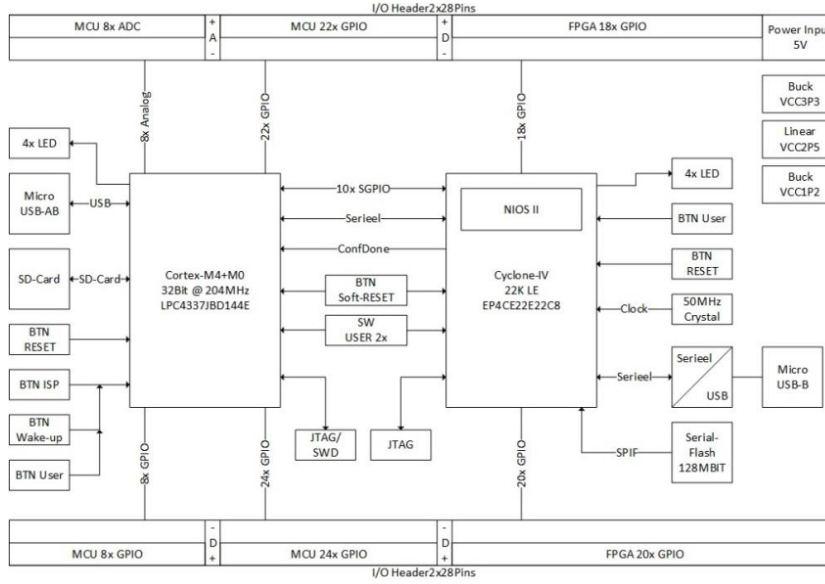 I/O Header2x28Pins
MCU 8x ADC
+
A
-
MCU 22x GPIO
+
D
-
FPGA 18x GPIO
Power Input
5V
Buck
VCC3P3
Linear
VCC2P5
Buck
VCC1P2
8x Analog
22x GPIO
18x GPIO
4x LED
Micro
USB-AB
USB
SD-Card
SD-Card
BTN
RESET
BTN ISP
BTN
Wake-up
BTN User
Cortex-M4+M0
32Bit @ 204MHz
LPC4337JBD144E
10x SGPIO
Serieel
ConfDone
BTN
Soft-RESET
SW
USER 2x
JTAG/
SWD
JTAG
NIOS II
Cyclone-IV
22K LE
EP4CE22E22C8
4x LED
BTN User
BTN
RESET
Clock
50MHz
Crystal
Serieel
Serieel
USB
Micro
USB-B
SPIF
Serial-
Flash
128MBIT
8x GPIO
24x GPIO
20x GPIO
MCU 8x GPIO
-
D
+
MCU 24x GPIO
-
D
+
FPGA 20x GPIO
I/O Header2x28Pins